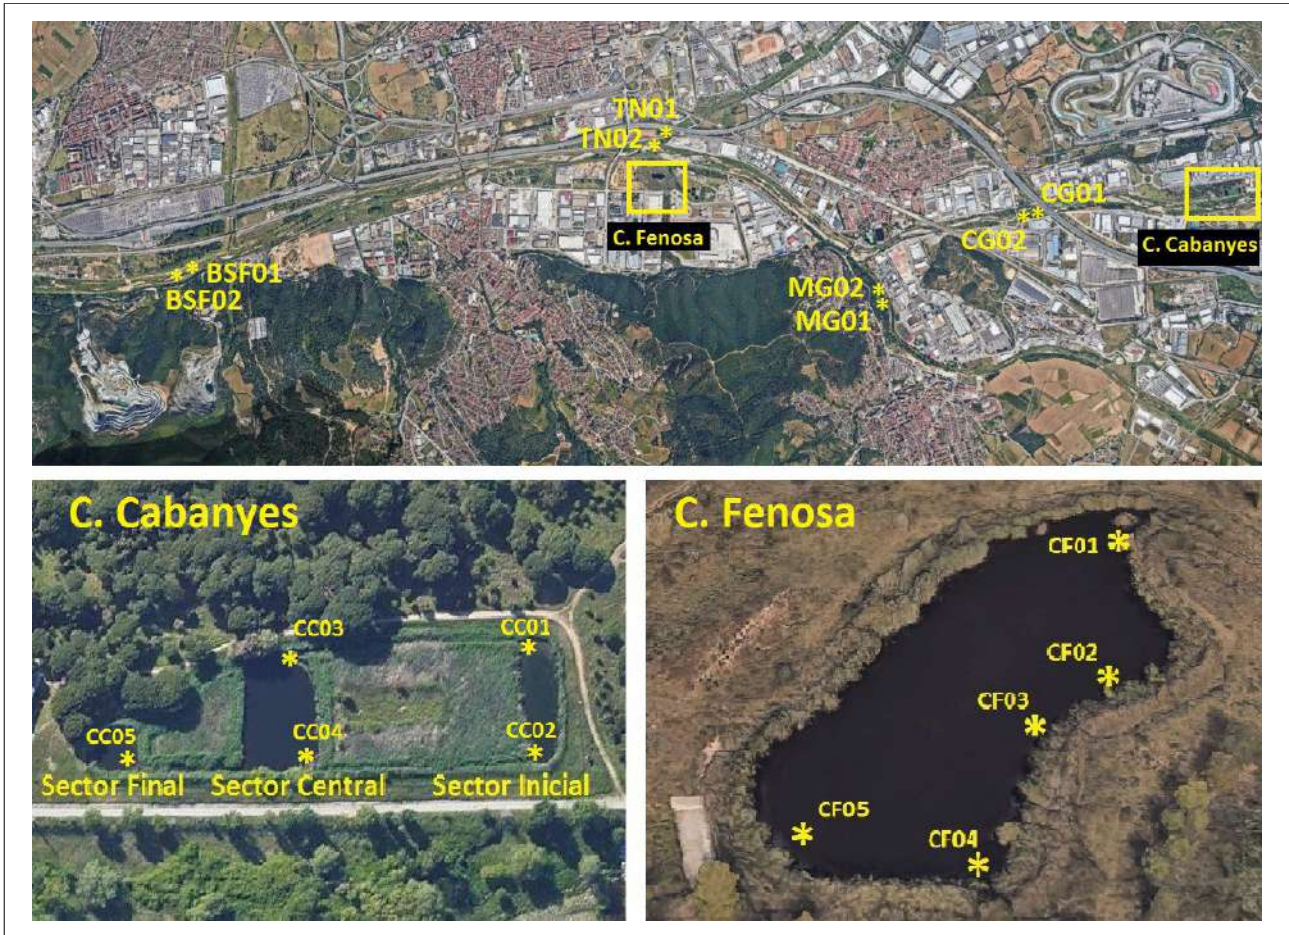 TN01
TN02
C. Fenosa
CG01
CG02
C. Cabanyes
BSF01
BSF02
MG02
MG01
C. Cabanyes
CC03
CC01
CC05
CC04
CC02
Sector Final
Sector Central
Sector Inicial
C. Fenosa
CF01
CF02
CF03
CF05
CF04